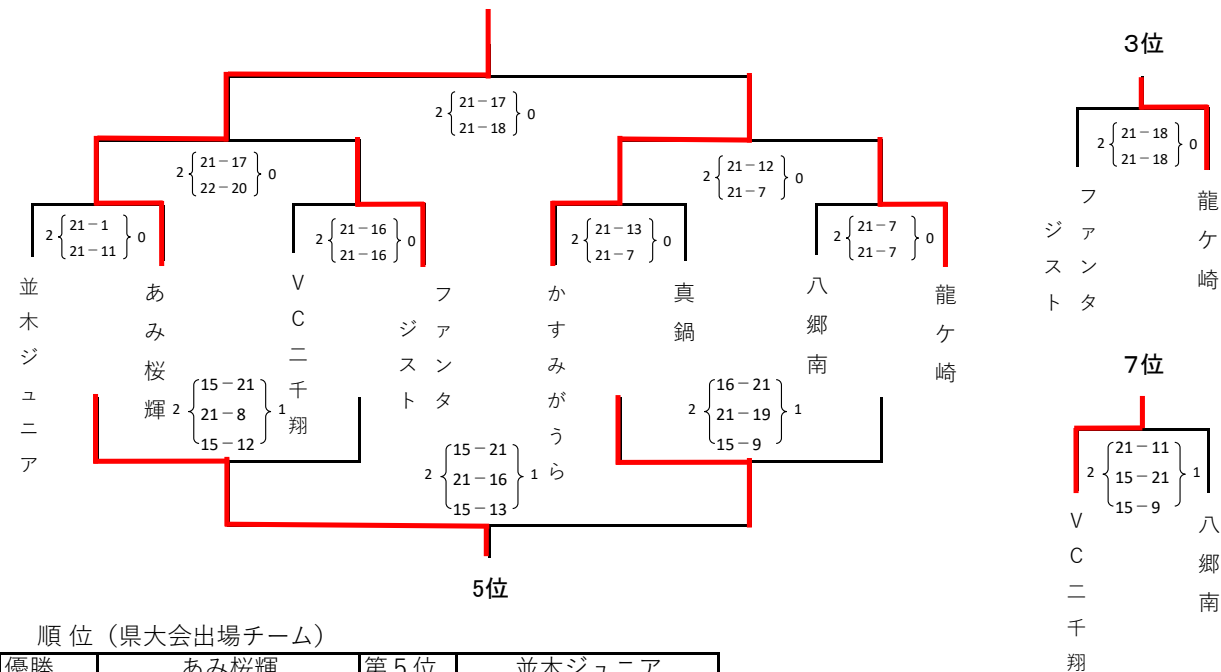 3位
2 21-17 0
21-18
2 21-18 0
21-18
2 21-17 0
22-20
2 21-12 0
21-7
2 21-1 0
21-11
2 21-16 0
21-16
2 21-13 0
21-7
2 21-7 0
21-7
並木ジュニア
あみ桜輝
VC二千翔
ファンタ
ジスト
かすみがうら
真鍋
八郷南
龍ケ崎
ファンタ
ジスト
龍ケ崎
7位
2 15-21 1
21-8
15-12
2 15-21 1
21-16
15-13
2 16-21 1
21-19
15-9
2 21-11 1
15-21
15-9
VC二千翔
八郷南
5位
順位（県大会出場チーム）
優勝 あみ桜輝 第5位 並木ジュニア